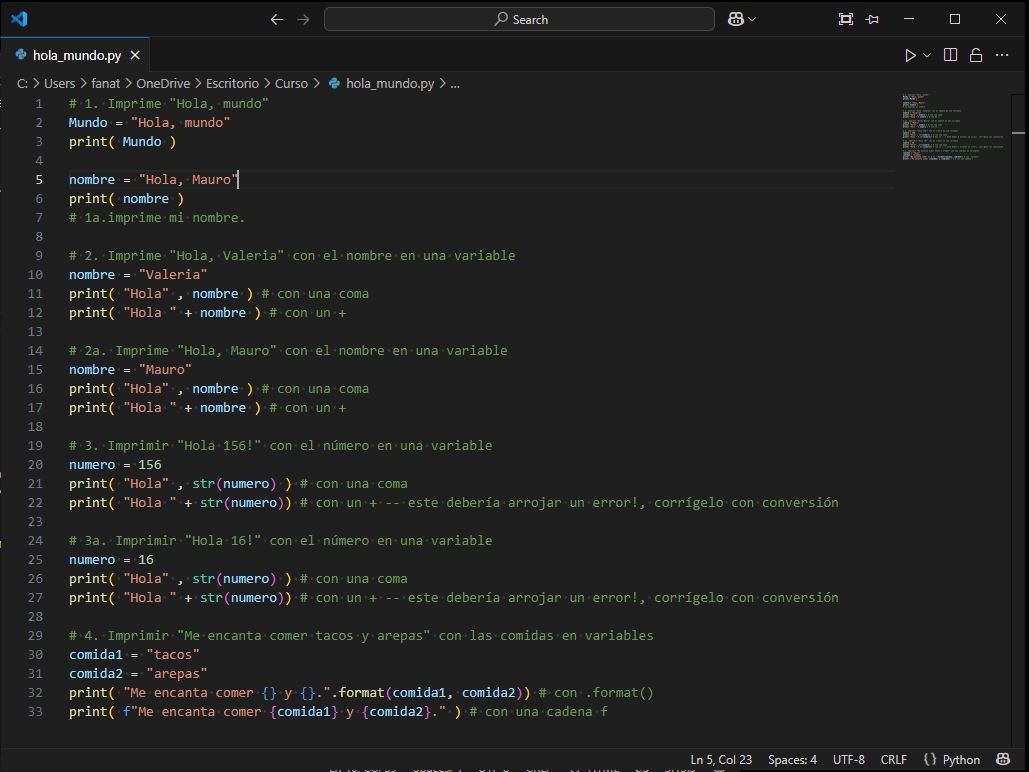 Search
hola_mundo.py
C: > Users > fanat > OneDrive > Escritorio > Curso > hola_mundo.py > ...
1 # 1. Imprime "Hola, mundo"
2 Mundo = "Hola, mundo"
3 print( Mundo )
4
5 nombre = "Hola, Mauro"
6 print( nombre )
7 # 1a.imprime mi nombre.
8
9 # 2. Imprime "Hola, Valeria" con el nombre en una variable
10 nombre = "Valeria"
11 print( "Hola" , nombre ) # con una coma
12 print( "Hola " + nombre ) # con un +
13
14 # 2a. Imprime "Hola, Mauro" con el nombre en una variable
15 nombre = "Mauro"
16 print( "Hola" , nombre ) # con una coma
17 print( "Hola " + nombre ) # con un +
18
19 # 3. Imprimir "Hola 156!" con el número en una variable
20 numero = 156
21 print( "Hola" , str(numero) ) # con una coma
22 print( "Hola " + str(numero)) # con un + -- este debería arrojar un error!, corrígelo con conversión
23
24 # 3a. Imprimir "Hola 16!" con el número en una variable
25 numero = 16
26 print( "Hola" , str(numero) ) # con una coma
27 print( "Hola " + str(numero)) # con un + -- este debería arrojar un error!, corrígelo con conversión
28
29 # 4. Imprimir "Me encanta comer tacos y arepas" con las comidas en variables
30 comida1 = "tacos"
31 comida2 = "arepas"
32 print( "Me encanta comer {} y {}.".format(comida1, comida2)) # con .format()
33 print( f"Me encanta comer {comida1} y {comida2}." ) # con una cadena f
Ln 5, Col 23 Spaces: 4 UTF-8 CRLF {} Python